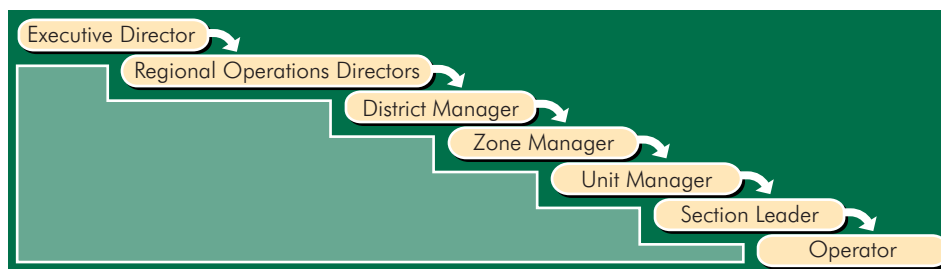 Executive Director
Regional Operations Directors
District Manager
Zone Manager
Unit Manager
Section Leader
Operator